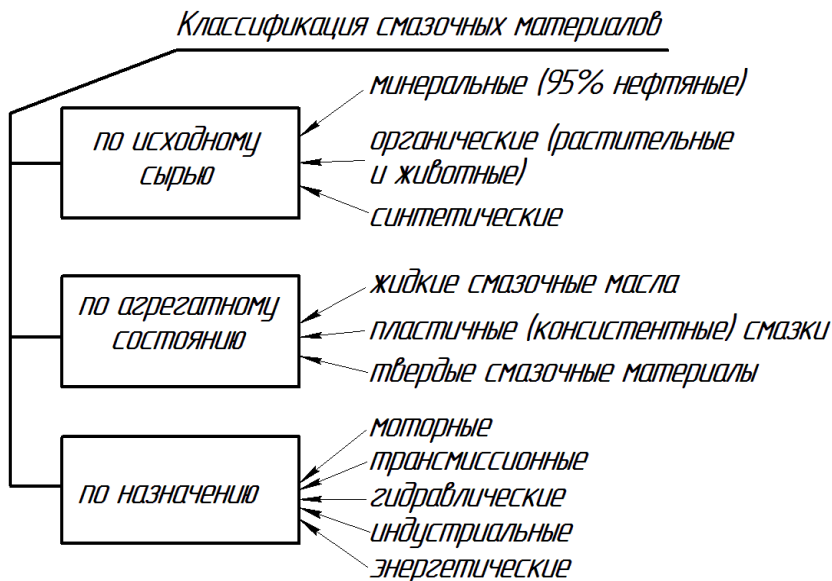 Классификация смазочных материалов
по исходному
сырью
минеральные (95% нефтяные)
органические (растительные
и животные)
синтетические
по агрегатному
состоянию
жидкие смазочные масла
пластичные (консистентные) смазки
твердые смазочные материалы
по назначению
моторные
трансмиссионные
гидравлические
индустриальные
энергетические